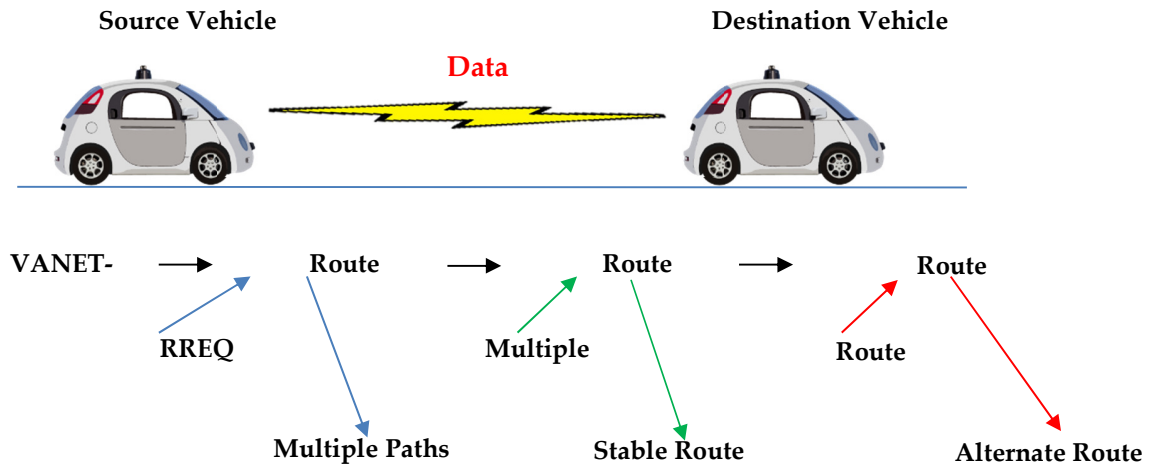 Source Vehicle
Destination Vehicle
Data
VANET-
Route
Route
Route
RREQ
Multiple
Route
Multiple Paths
Stable Route
Alternate Route